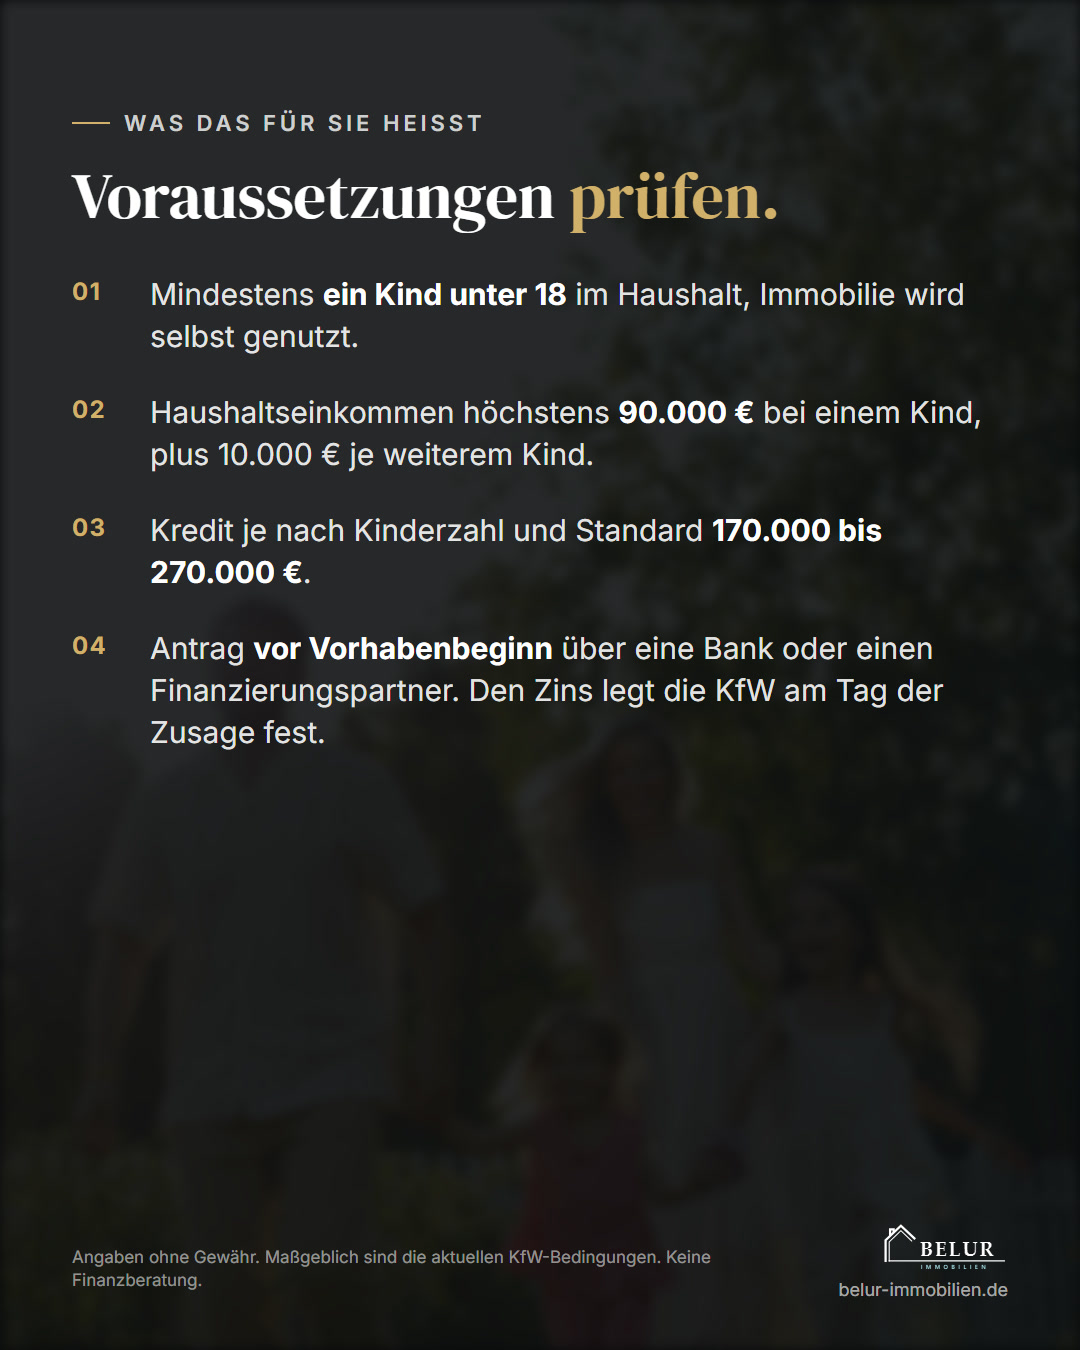 WAS DAS FÜR SIE HEISST
Voraussetzungen prüfen.
01 Mindestens ein Kind unter 18 im Haushalt, Immobilie wird
selbst genutzt.
02 Haushaltseinkommen höchstens 90.000 € bei einem Kind,
plus 10.000 € je weiterem Kind.
03 Kredit je nach Kinderzahl und Standard 170.000 bis
270.000 €.
04 Antrag vor Vorhabenbeginn über eine Bank oder einen
Finanzierungspartner. Den Zins legt die KfW am Tag der
Zusage fest.
Angaben ohne Gewähr. Maßgeblich sind die aktuellen KfW-Bedingungen. Keine
Finanzberatung.
BELUR
IMMOBILIEN
belur-immobilien.de